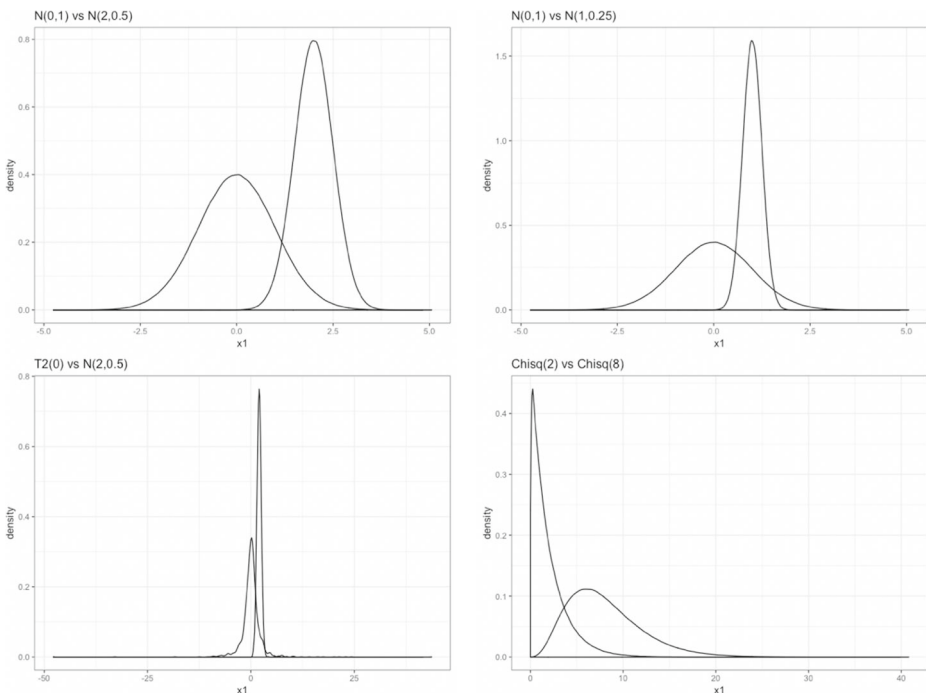 N(0,1) vs N(2,0.5)
0.8
0.6
0.4
0.2
0.0
density
-5.0 -2.5 0.0 2.5 5.0
x1
N(0,1) vs N(1,0.25)
1.5
1.0
0.5
0.0
density
-5.0 -2.5 0.0 2.5 5.0
x1
T2(0) vs N(2,0.5)
0.8
0.6
0.4
0.2
0.0
density
-50 -25 0 25
x1
Chisq(2) vs Chisq(8)
0.4
0.3
0.2
0.1
0.0
density
0 10 20 30 40
x1